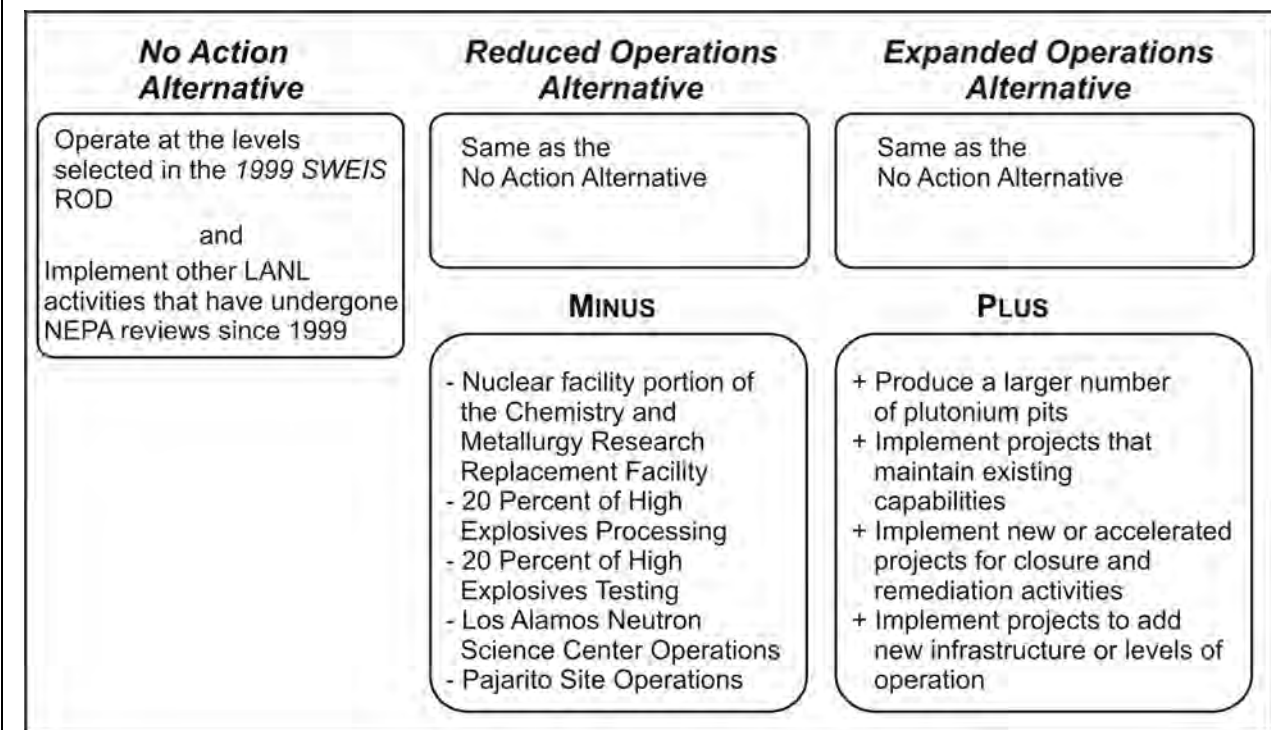 No Action
Alternative
Operate at the levels
selected in the 1999 SWEIS
ROD
and
Implement other LANL
activities that have undergone
NEPA reviews since 1999
Reduced Operations
Alternative
Same as the
No Action Alternative
MINUS
- Nuclear facility portion of
the Chemistry and
Metallurgy Research
Replacement Facility
- 20 Percent of High
Explosives Processing
- 20 Percent of High
Explosives Testing
- Los Alamos Neutron
Science Center Operations
- Pajarito Site Operations
Expanded Operations
Alternative
Same as the
No Action Alternative
PLUS
+ Produce a larger number
of plutonium pits
+ Implement projects that
maintain existing
capabilities
+ Implement new or accelerated
projects for closure and
remediation activities
+ Implement projects to add
new infrastructure or levels of
operation